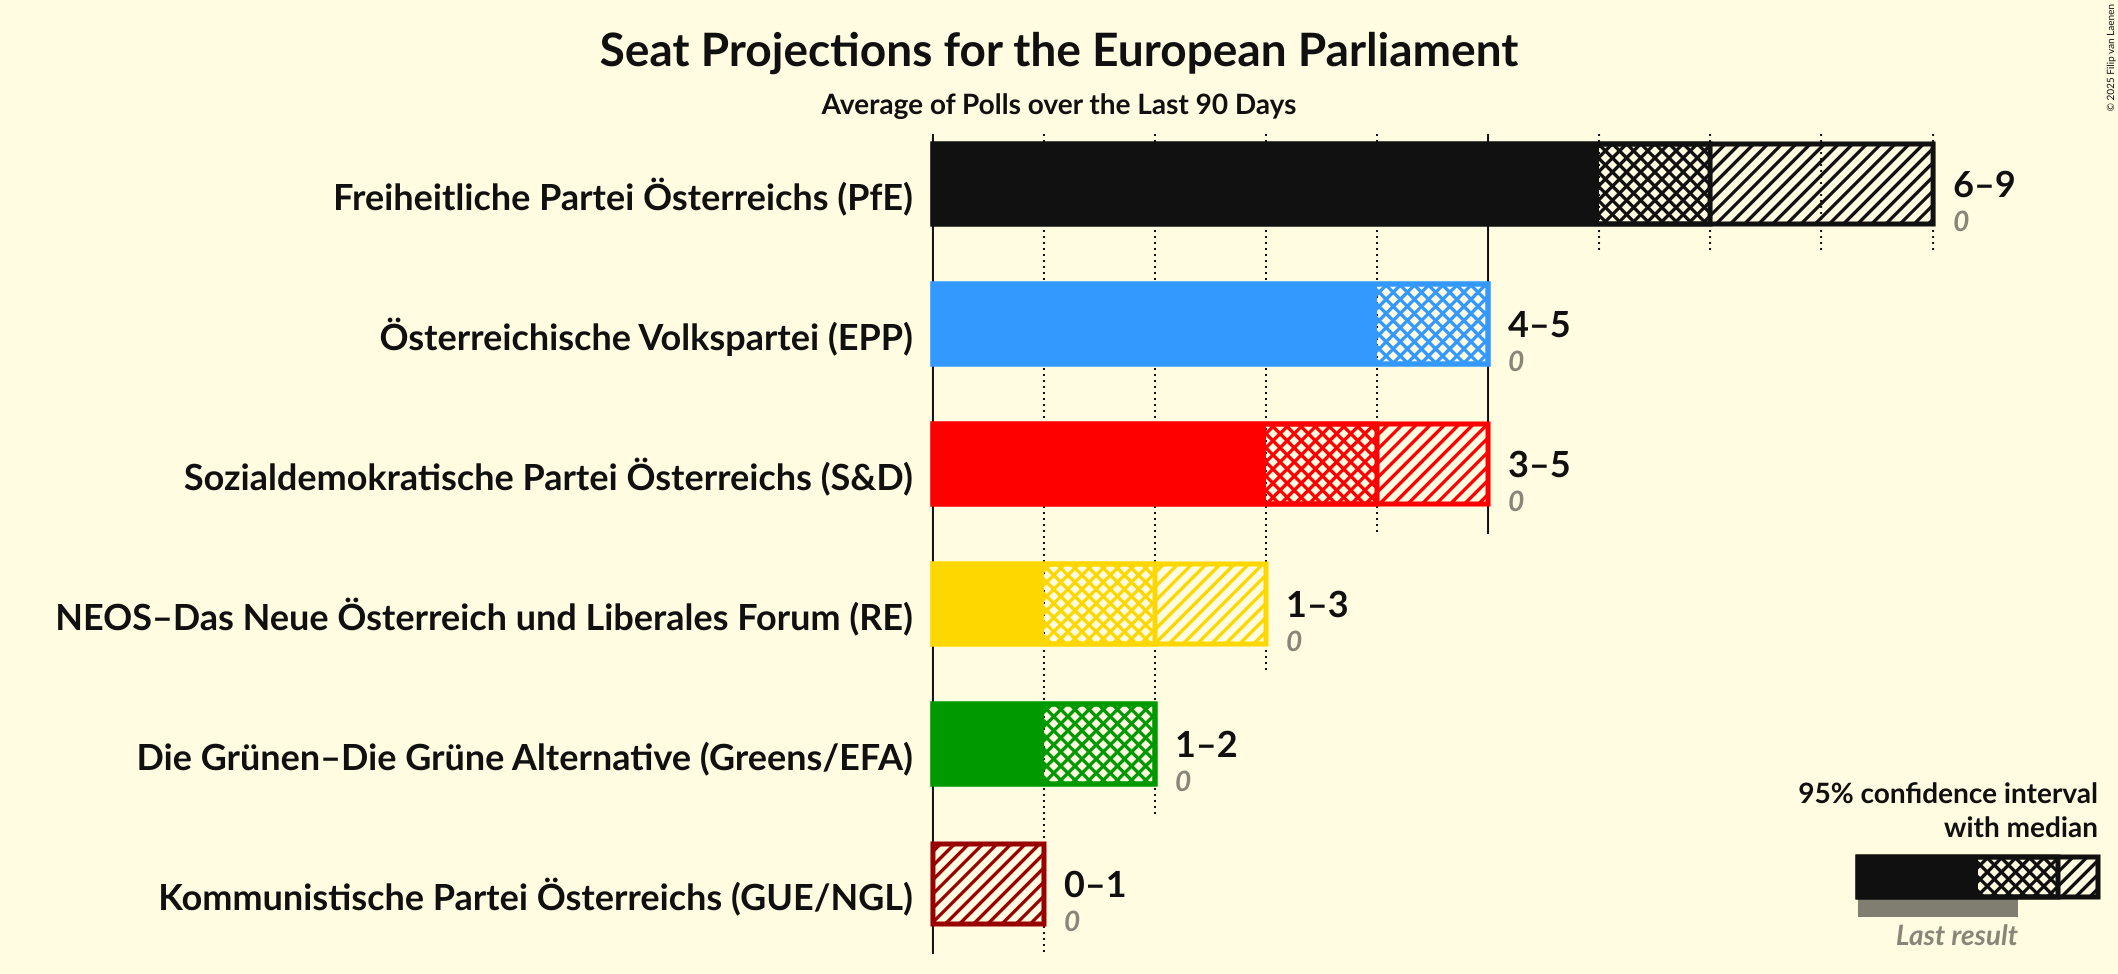 Seat Projections for the European Parliament
Average of Polls over the Last 90 Days
Freiheitliche Partei Österreichs (PfE)
6–9
0
Österreichische Volkspartei (EPP)
4–5
0
Sozialdemokratische Partei Österreichs (S&D)
3–5
0
NEOS–Das Neue Österreich und Liberales Forum (RE)
1–3
0
Die Grünen–Die Grüne Alternative (Greens/EFA)
1–2
0
Kommunistische Partei Österreichs (GUE/NGL)
0–1
0
95% confidence interval
with median
Last result
© 2025 Filip van Laenen